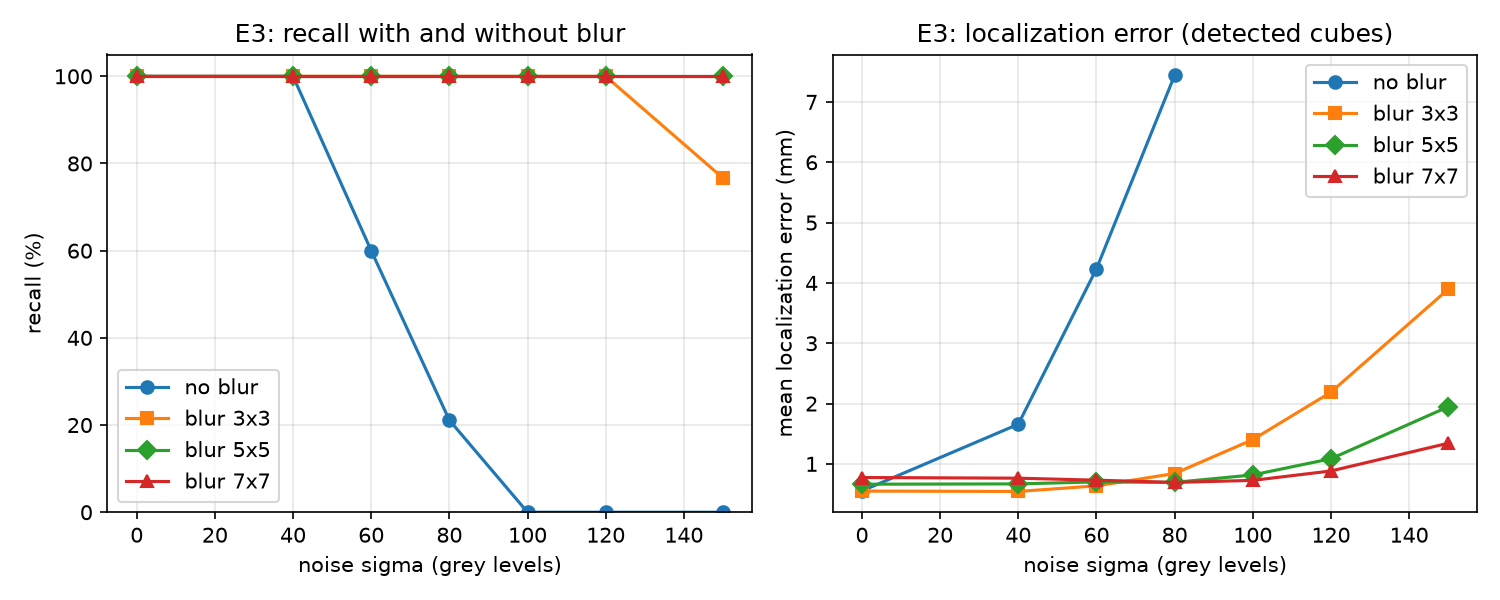 E3: recall with and without blur
recall (%)
100
80
60
40
20
0
no blur
blur 3x3
blur 5x5
blur 7x7
0 20 40 60 80 100 120 140
noise sigma (grey levels)
E3: localization error (detected cubes)
mean localization error (mm)
7
6
5
4
3
2
1
no blur
blur 3x3
blur 5x5
blur 7x7
0 20 40 60 80 100 120 140
noise sigma (grey levels)